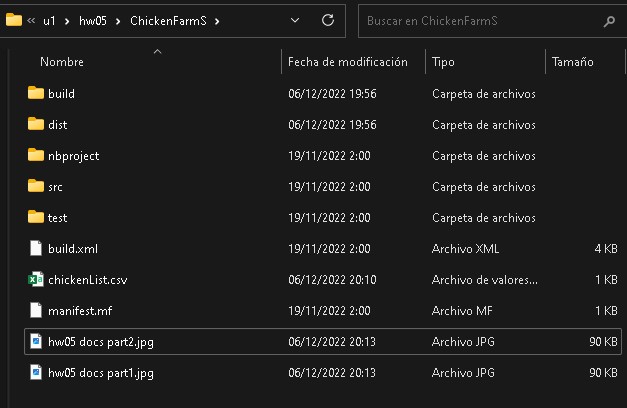 « u1 › hw05 › ChickenFarmS › Buscar en ChickenFarmS
Nombre Fecha de modificación Tipo Tamaño
build 06/12/2022 19:56 Carpeta de archivos
dist 06/12/2022 19:56 Carpeta de archivos
nbproject 19/11/2022 2:00 Carpeta de archivos
src 19/11/2022 2:00 Carpeta de archivos
test 19/11/2022 2:00 Carpeta de archivos
build.xml 19/11/2022 2:00 Archivo XML 4 KB
chickenList.csv 06/12/2022 20:10 Archivo de valores... 1 KB
manifest.mf 19/11/2022 2:00 Archivo MF 1 KB
hw05 docs part2.jpg 06/12/2022 20:13 Archivo JPG 90 KB
hw05 docs part1.jpg 06/12/2022 20:13 Archivo JPG 90 KB